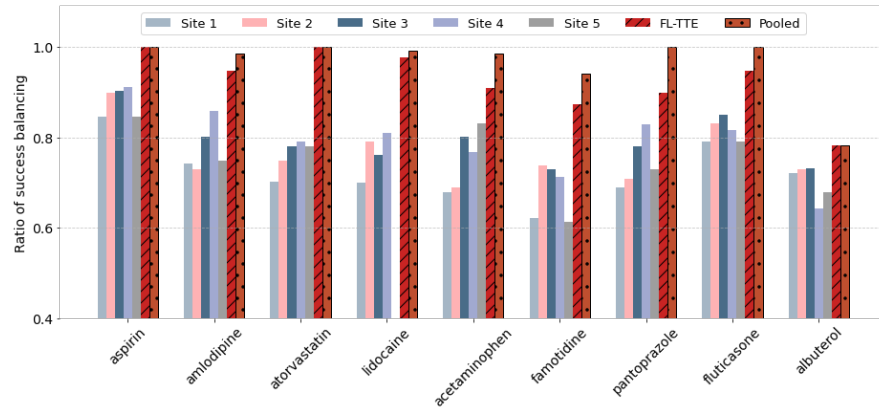 Site 1 Site 2 Site 3 Site 4 Site 5 FL-TTE Pooled
Ratio of success balancing
1.0
0.8
0.6
0.4
aspirin
amlodipine
atorvastatin
lidocaine
acetaminophen
famotidine
pantoprazole
fluticasone
albuterol